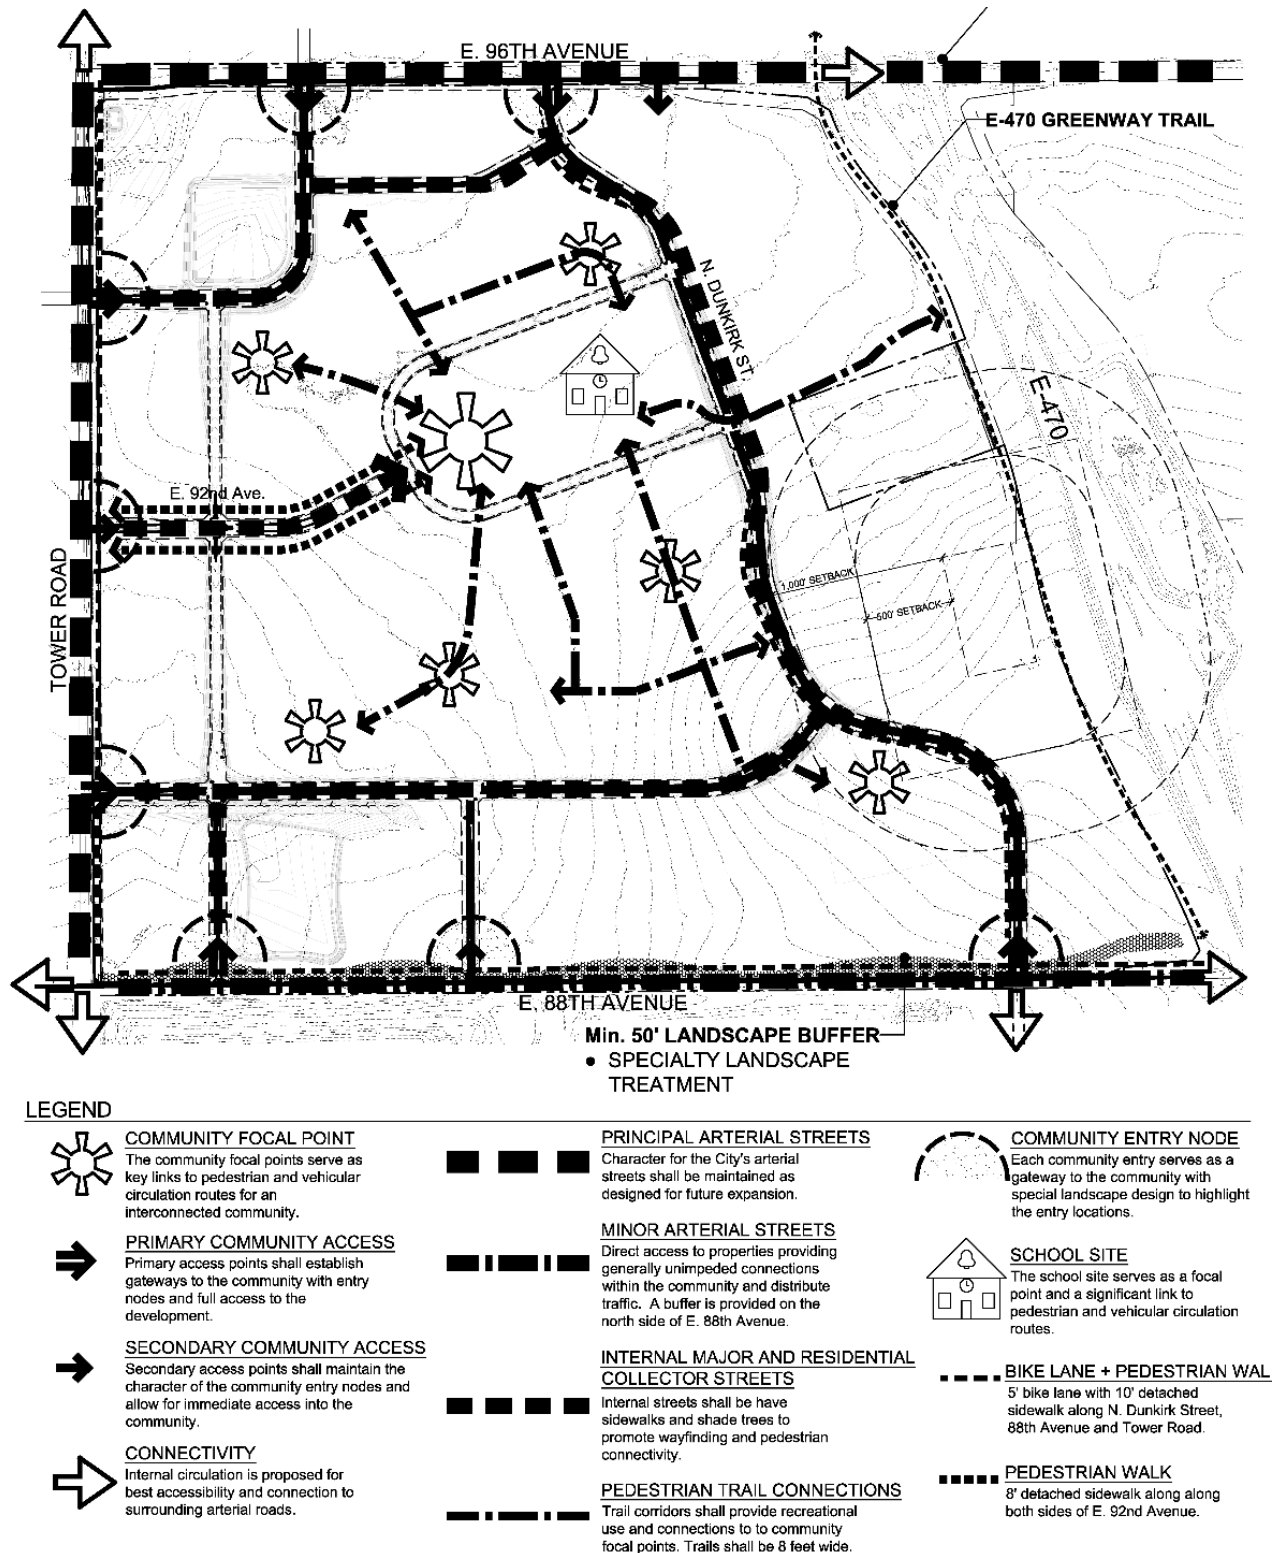 E. 96TH AVENUE
E-470 GREENWAY TRAIL
N. DUNKIRK ST.
E-470
E. 92nd Ave.
1,000' SETBACK
500' SETBACK
TOWER ROAD
E. 88TH AVENUE
Min. 50' LANDSCAPE BUFFER
• SPECIALTY LANDSCAPE
TREATMENT
LEGEND
COMMUNITY FOCAL POINT
The community focal points serve as
key links to pedestrian and vehicular
circulation routes for an
interconnected community.
PRIMARY COMMUNITY ACCESS
Primary access points shall establish
gateways to the community with entry
nodes and full access to the
development.
SECONDARY COMMUNITY ACCESS
Secondary access points shall maintain the
character of the community entry nodes and
allow for immediate access into the
community.
CONNECTIVITY
Internal circulation is proposed for
best accessibility and connection to
surrounding arterial roads.
PRINCIPAL ARTERIAL STREETS
Character for the City's arterial
streets shall be maintained as
designed for future expansion.
MINOR ARTERIAL STREETS
Direct access to properties providing
generally unimpeded connections
within the community and distribute
traffic. A buffer is provided on the
north side of E. 88th Avenue.
INTERNAL MAJOR AND RESIDENTIAL
COLLECTOR STREETS
Internal streets shall be have
sidewalks and shade trees to
promote wayfinding and pedestrian
connectivity.
PEDESTRIAN TRAIL CONNECTIONS
Trail corridors shall provide recreational
use and connections to to community
focal points. Trails shall be 8 feet wide.
COMMUNITY ENTRY NODE
Each community entry serves as a
gateway to the community with
special landscape design to highlight
the entry locations.
SCHOOL SITE
The school site serves as a focal
point and a significant link to
pedestrian and vehicular circulation
routes.
BIKE LANE + PEDESTRIAN WAL
5' bike lane with 10' detached
sidewalk along N. Dunkirk Street,
88th Avenue and Tower Road.
PEDESTRIAN WALK
8' detached sidewalk along along
both sides of E. 92nd Avenue.